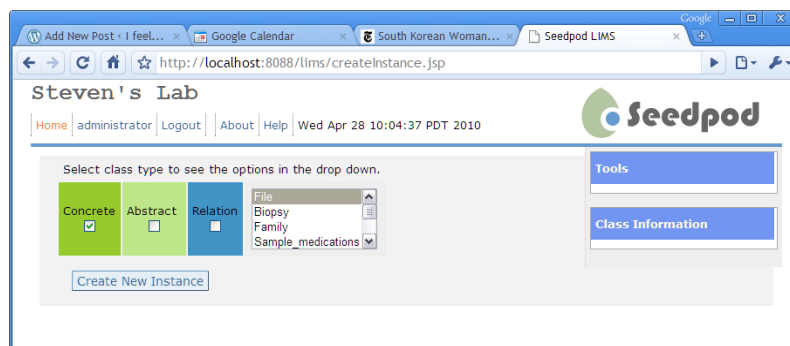 Google
Add New Post ‹ I feel... Google Calendar South Korean Woman... Seedpod LIMS
http://localhost:8088/lims/createInstance.jsp
Steven's Lab
Seedpod
Home administrator Logout About Help Wed Apr 28 10:04:37 PDT 2010
Select class type to see the options in the drop down.
Tools
Concrete Abstract Relation
File
Biopsy
Family
Sample_medications
Class Information
Create New Instance